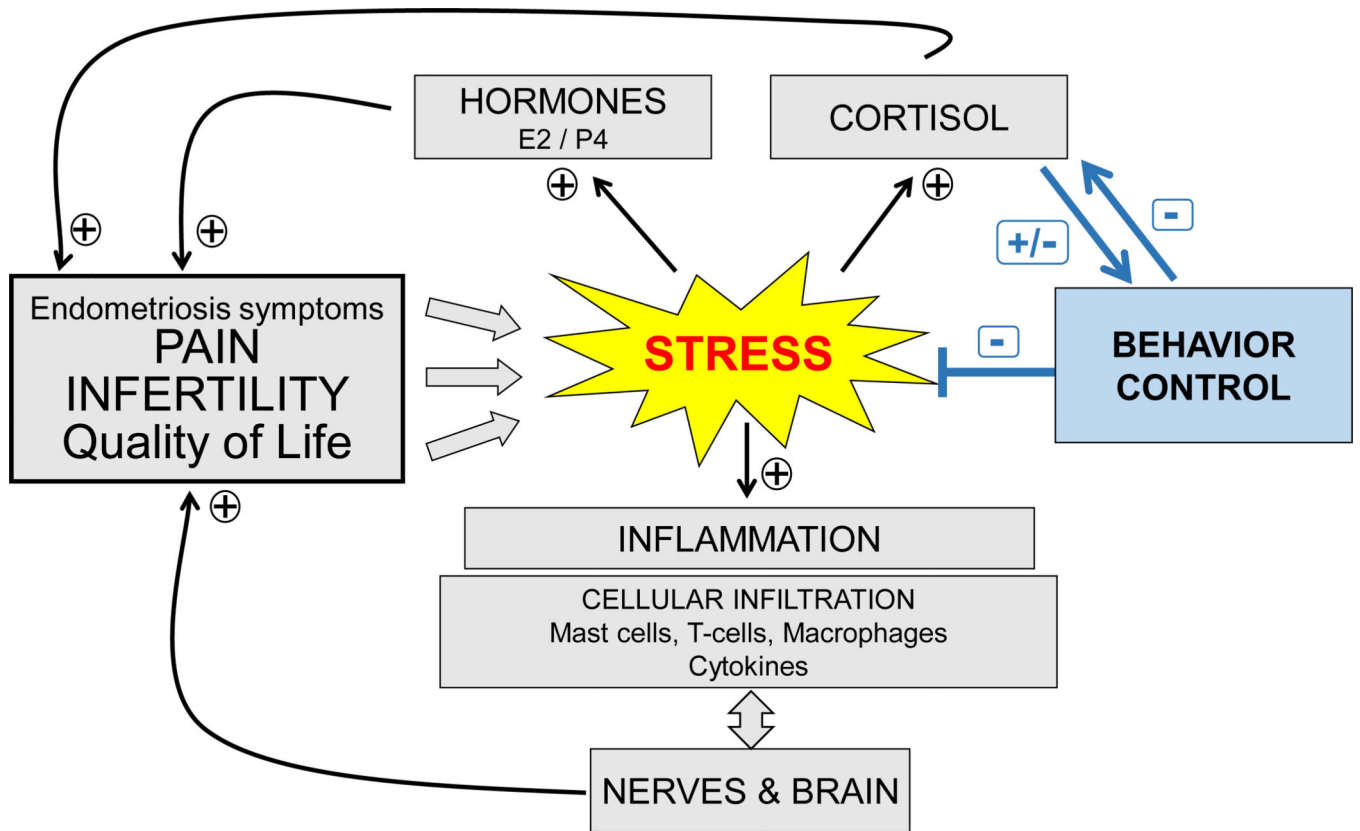 HORMONES
E2 / P4
CORTISOL
+
+
+
+
+/-
-
Endometriosis symptoms
PAIN
INFERTILITY
Quality of Life
STRESS
-
BEHAVIOR
CONTROL
+
+
INFLAMMATION
CELLULAR INFILTRATION
Mast cells, T-cells, Macrophages
Cytokines
NERVES & BRAIN